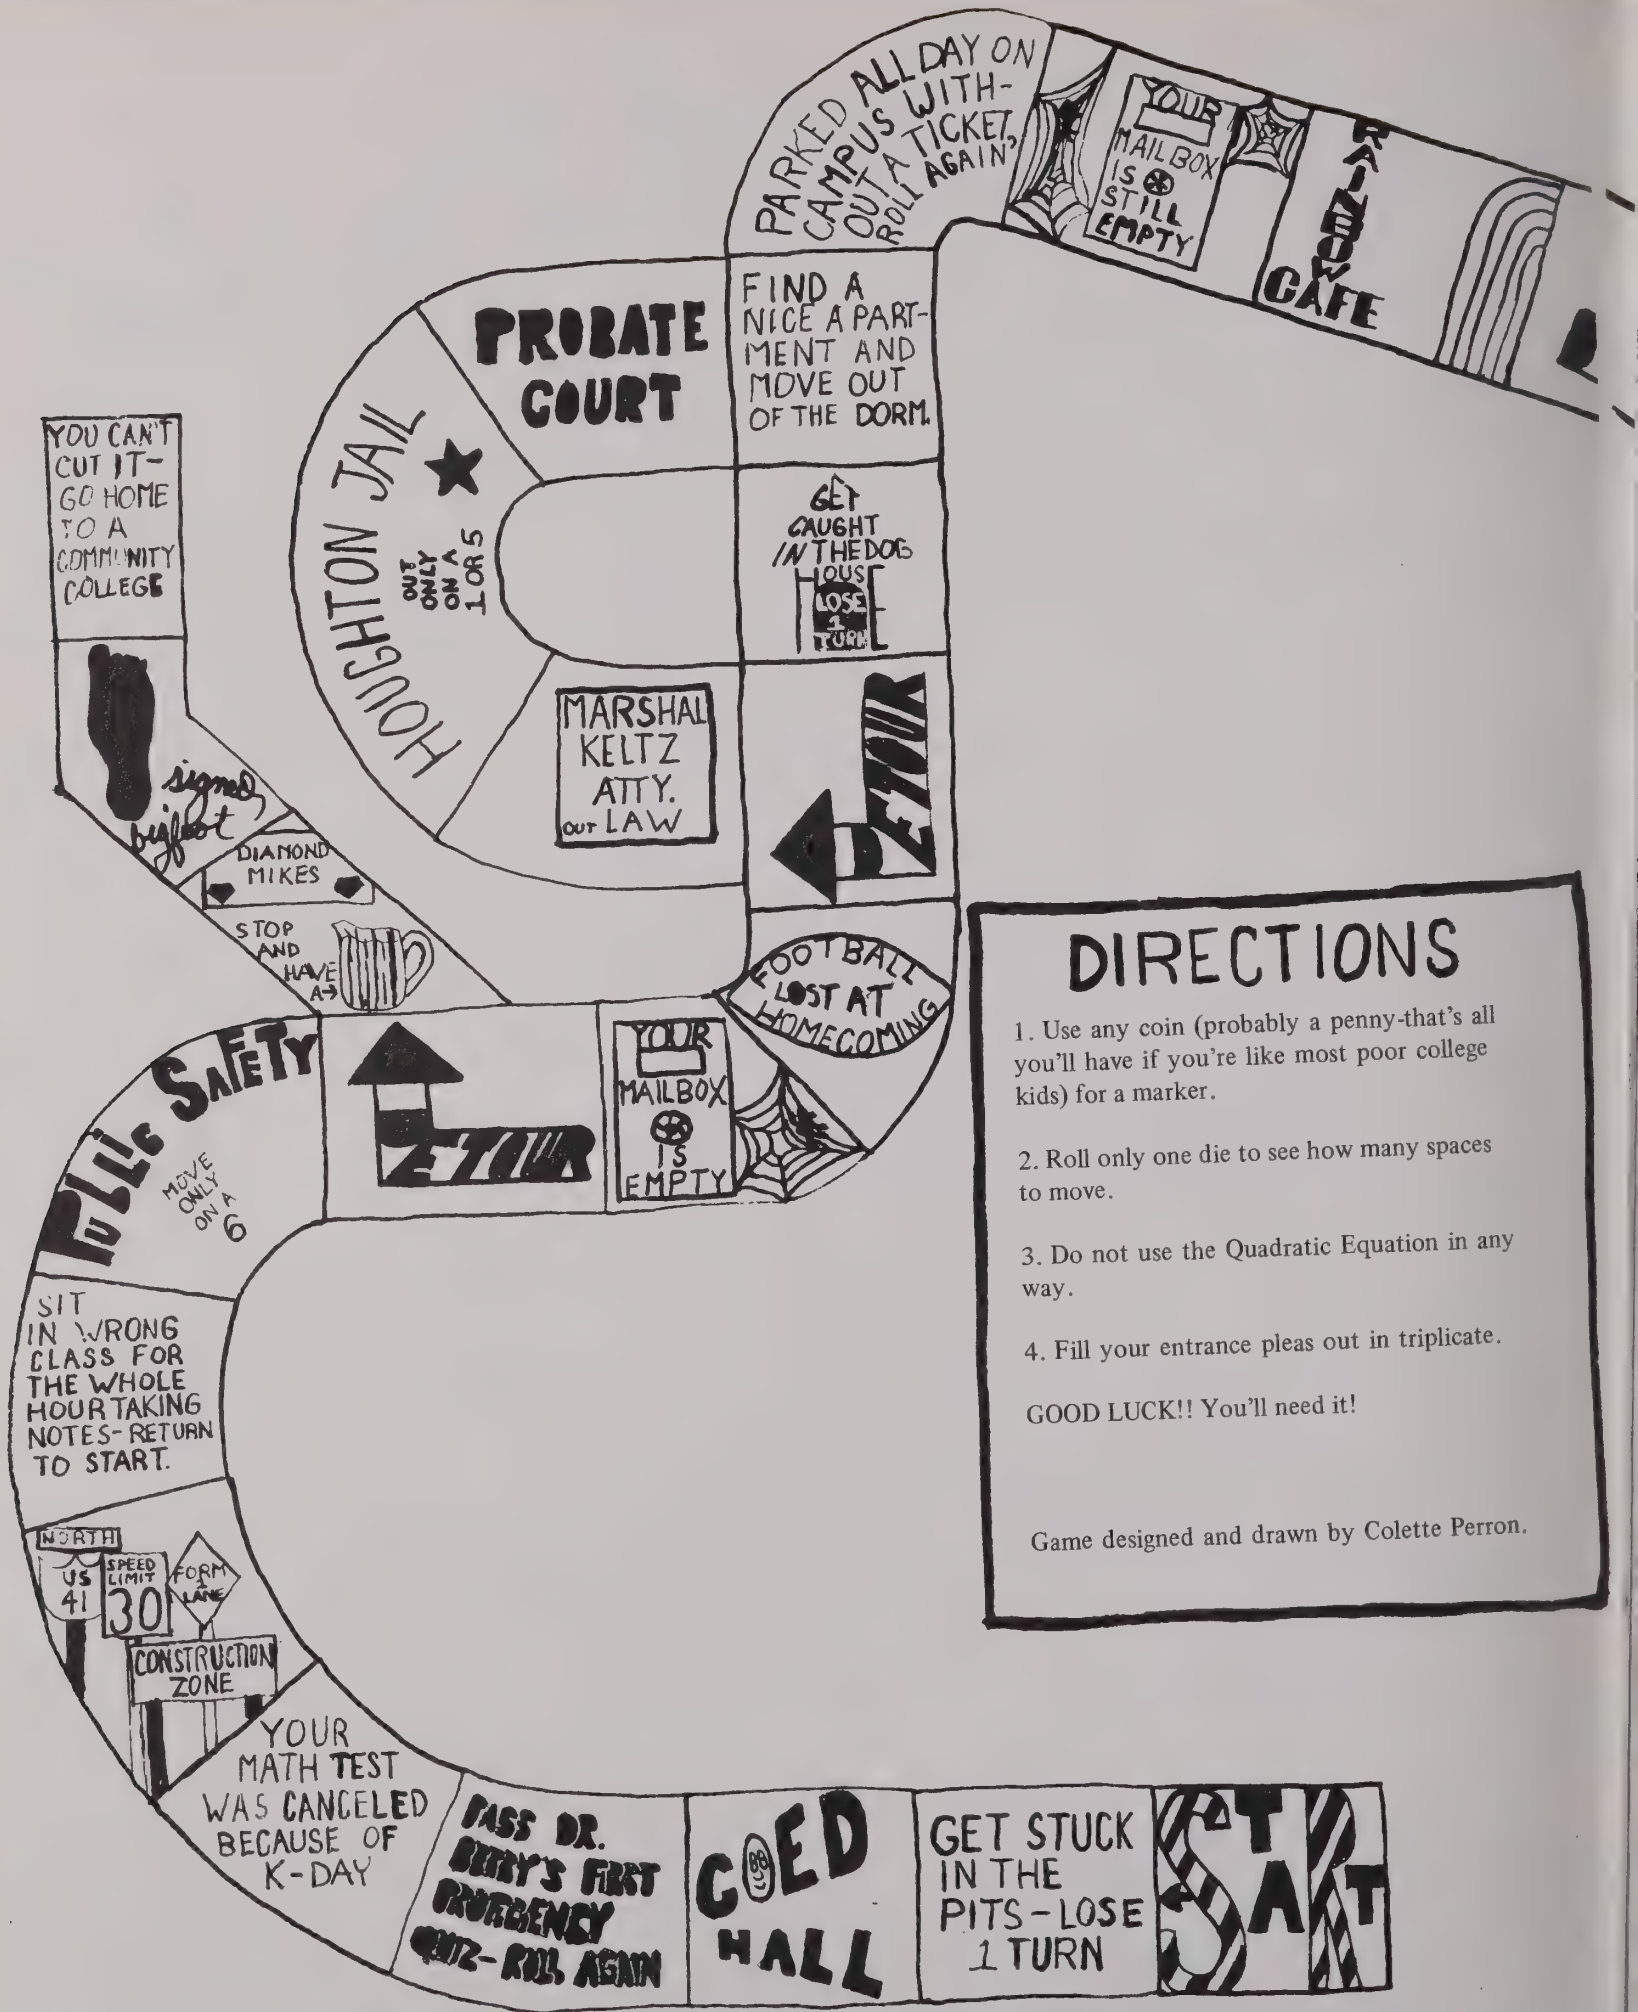 START
GET STUCK
IN THE
PITS-LOSE
1 TURN
COED
HALL
PASS DR.
FIRST
QUIZ-ROLL AGAIN
YOUR
MATH TEST
WAS CANCELED
BECAUSE OF
K-DAY
NORTH
US
41
SPEED
LIMIT
30
FORM
1
LANE
CONSTRUCTION
ZONE
SIT
IN WRONG
CLASS FOR
THE WHOLE
HOUR TAKING
NOTES-RETURN
TO START.
PUBLIC SAFETY
MOVE
ONLY
ON A
6
DETOUR
STOP
AND
HAVE
A→
DIAMOND
MIKES
signed,
bigfoot
YOU CAN'T
CUT IT-
GO HOME
TO A
COMMUNITY
COLLEGE
YOUR
MAILBOX
IS
EMPTY
FOOTBALL
LOST AT
HOMECOMING
DETOUR
MARSHAL
KELTZ
ATTY.
OUT LAW
HOUGHTON JAIL
OUT
ONLY
ON A
1 OR 5
PROBATE
COURT
GET
CAUGHT
IN THE DOG
HOUSE
LOSE
1
TURN
FIND A
NICE APART-
MENT AND
MOVE OUT
OF THE DORM.
PARKED ALL DAY ON
CAMPUS WITH-
OUT A TICKET,
ROLL AGAIN
YOUR
MAILBOX
IS
STILL
EMPTY
RAINBOW
CAFE
DIRECTIONS
1. Use any coin (probably a penny-that's all
you'll have if you're like most poor college
kids) for a marker.
2. Roll only one die to see how many spaces
to move.
3. Do not use the Quadratic Equation in any
way.
4. Fill your entrance pleas out in triplicate.
GOOD LUCK!! You'll need it!
Game designed and drawn by Colette Perron.